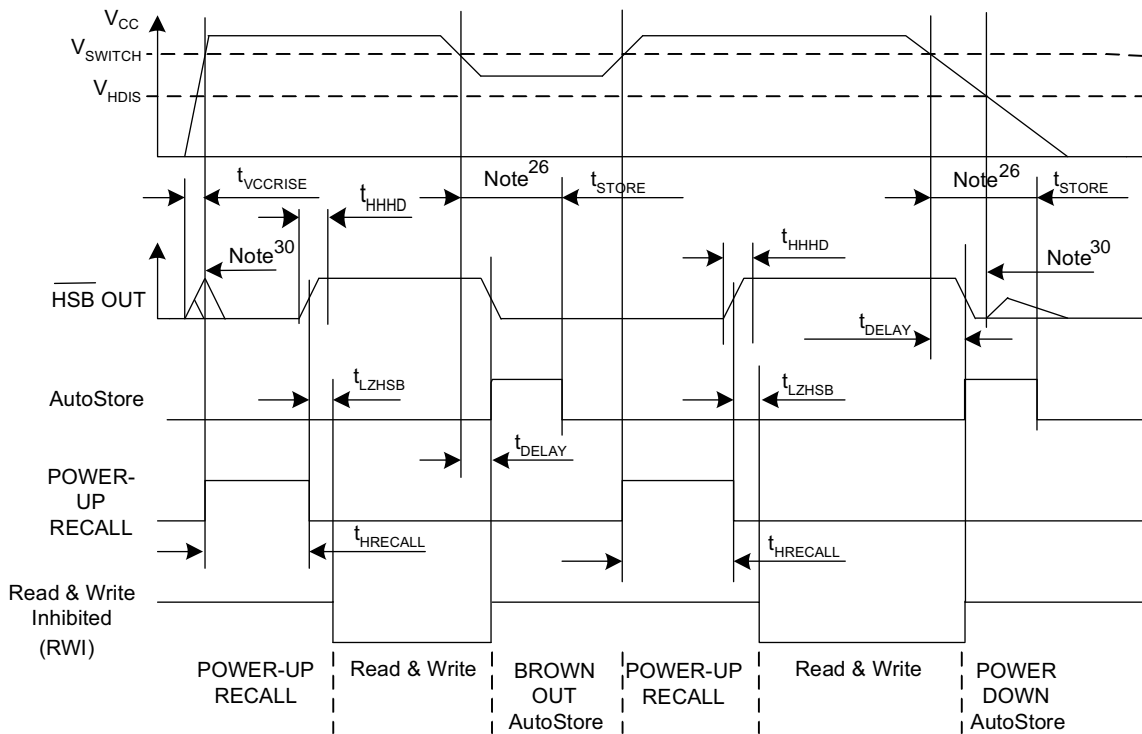 VCC
VSWITCH
VHDIS
tVCCRISE
Note26
tSTORE
Note26
tSTORE
tHHHD
tHHHD
Note30
Note30
HSB OUT
tDELAY
tLZHSB
tLZHSB
AutoStore
tDELAY
POWER-
UP
RECALL
tHRECALL
tHRECALL
Read & Write
Inhibited
(RWI)
POWER-UP
RECALL
Read & Write
BROWN
OUT
AutoStore
POWER-UP
RECALL
Read & Write
POWER
DOWN
AutoStore